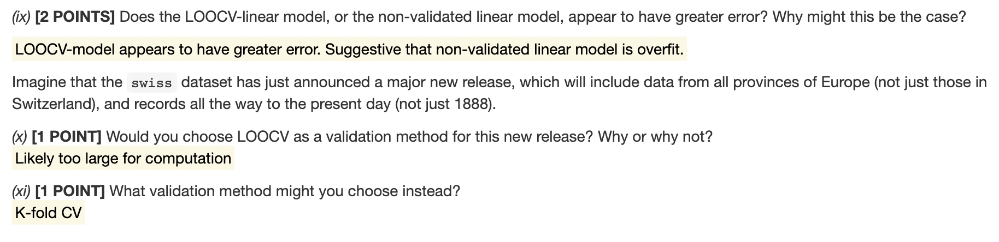 (ix) [2 POINTS] Does the LOOCV-linear model, or the non-validated linear model, appear to have greater error? Why might this be the case?
LOOCV-model appears to have greater error. Suggestive that non-validated linear model is overfit.
Imagine that the swiss dataset has just announced a major new release, which will include data from all provinces of Europe (not just those in
Switzerland), and records all the way to the present day (not just 1888).
(x) [1 POINT] Would you choose LOOCV as a validation method for this new release? Why or why not?
Likely too large for computation
(xi) [1 POINT] What validation method might you choose instead?
K-fold CV